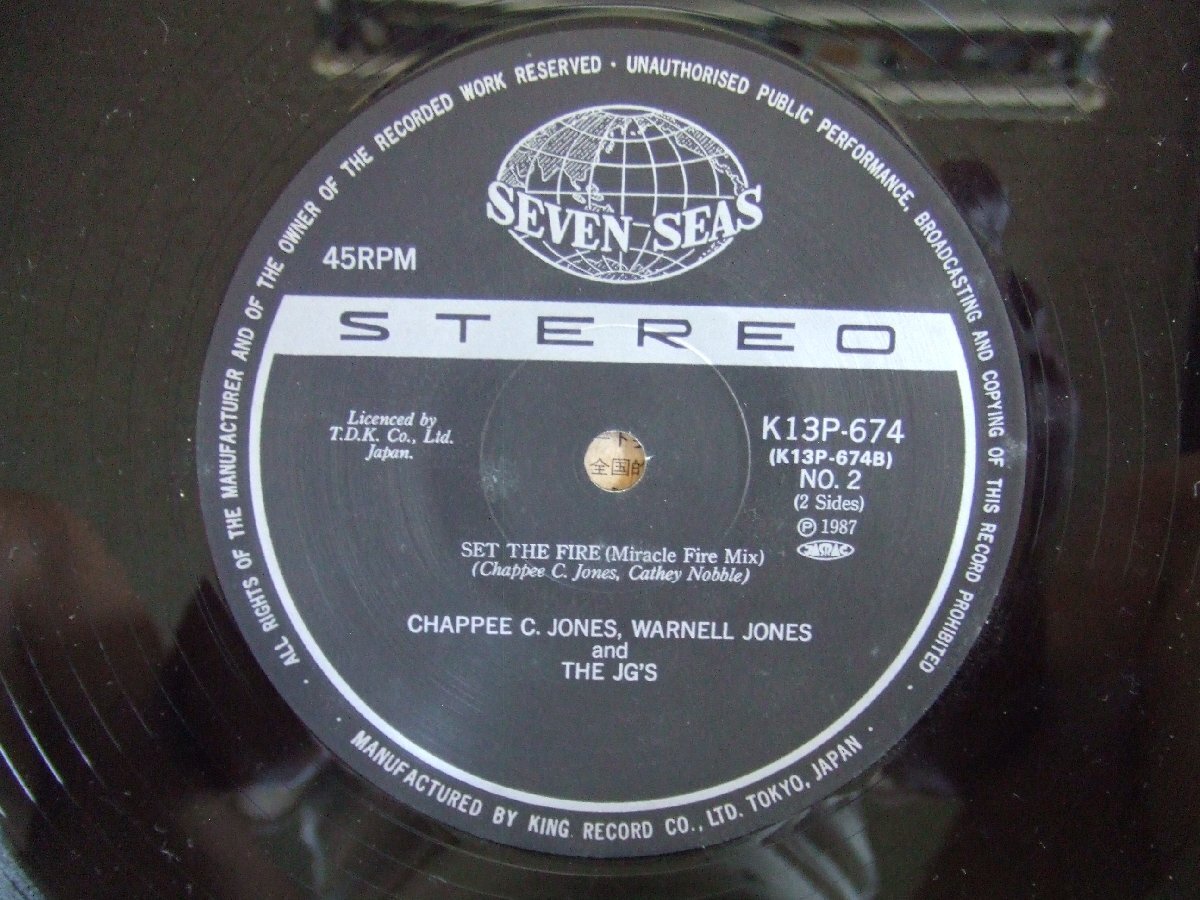 ALL RIGHTS OF THE MANUFACTURER AND OF THE OWNER OF THE RECORDED WORK RESERVED · UNAUTHORISED PUBLIC PERFORMANCE, BROADCASTING AND COPYING OF THIS RECORD PROHIBITED
SEVEN SEAS
45RPM
STEREO
Licenced by
T.D.K. Co., Ltd.
Japan.
K13P-674
(K13P-674B)
NO. 2
(2 Sides)
Ⓟ 1987
JASRAC
全国
SET THE FIRE (Miracle Fire Mix)
(Chappee C. Jones, Cathey Nobble)
CHAPPEE C. JONES, WARNELL JONES
and
THE JG'S
· MANUFACTURED BY KING RECORD CO., LTD. TOKYO, JAPAN ·